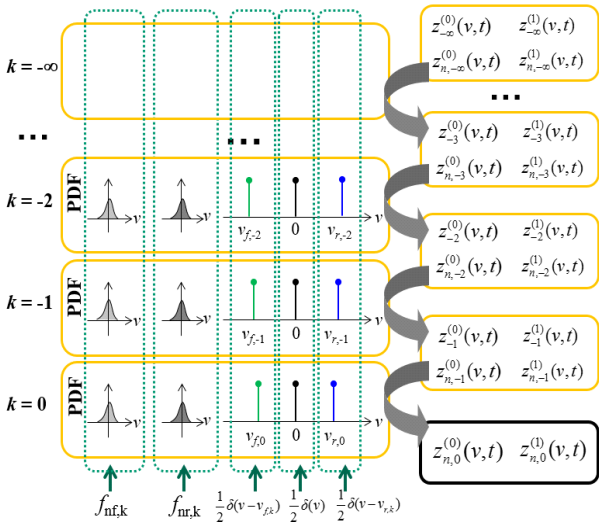 k = -∞
z_{-∞}^{(0)}(v,t) z_{-∞}^{(1)}(v,t)
z_{n,-∞}^{(0)}(v,t) z_{n,-∞}^{(1)}(v,t)
... ... ...
z_{-3}^{(0)}(v,t) z_{-3}^{(1)}(v,t)
z_{n,-3}^{(0)}(v,t) z_{n,-3}^{(1)}(v,t)
k = -2
PDF
v v v
v_{f,-2} 0 v_{r,-2}
z_{-2}^{(0)}(v,t) z_{-2}^{(1)}(v,t)
z_{n,-2}^{(0)}(v,t) z_{n,-2}^{(1)}(v,t)
k = -1
PDF
v v v
v_{f,-1} 0 v_{r,-1}
z_{-1}^{(0)}(v,t) z_{-1}^{(1)}(v,t)
z_{n,-1}^{(0)}(v,t) z_{n,-1}^{(1)}(v,t)
k = 0
PDF
v v v
v_{f,0} 0 v_{r,0}
z_{n,0}^{(0)}(v,t) z_{n,0}^{(1)}(v,t)
f_{nf,k} f_{nr,k} \frac{1}{2}δ(v−v_{f,k}) \frac{1}{2}δ(v) \frac{1}{2}δ(v−v_{r,k})